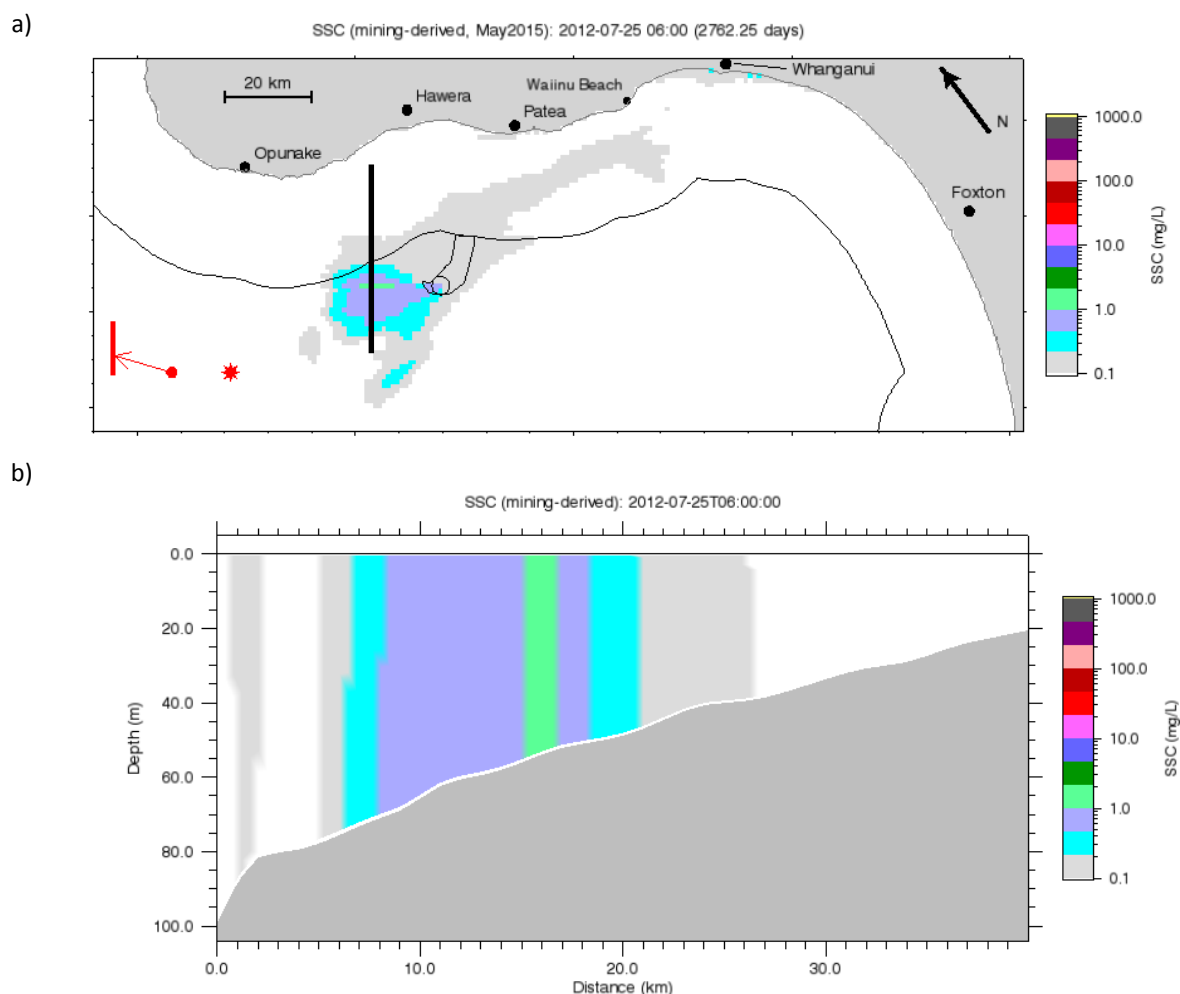 a)
SSC (mining-derived, May2015): 2012-07-25 06:00 (2762.25 days)
20 km
Hawera
Waiinu Beach
Whanganui
Patea
N
Opunake
Foxton
1000.0
100.0
10.0
1.0
0.1
SSC (mg/L)
b)
SSC (mining-derived): 2012-07-25T06:00:00
0.0
20.0
40.0
60.0
80.0
100.0
Depth (m)
0.0 10.0 20.0 30.0
Distance (km)
1000.0
100.0
10.0
1.0
0.1
SSC (mg/L)